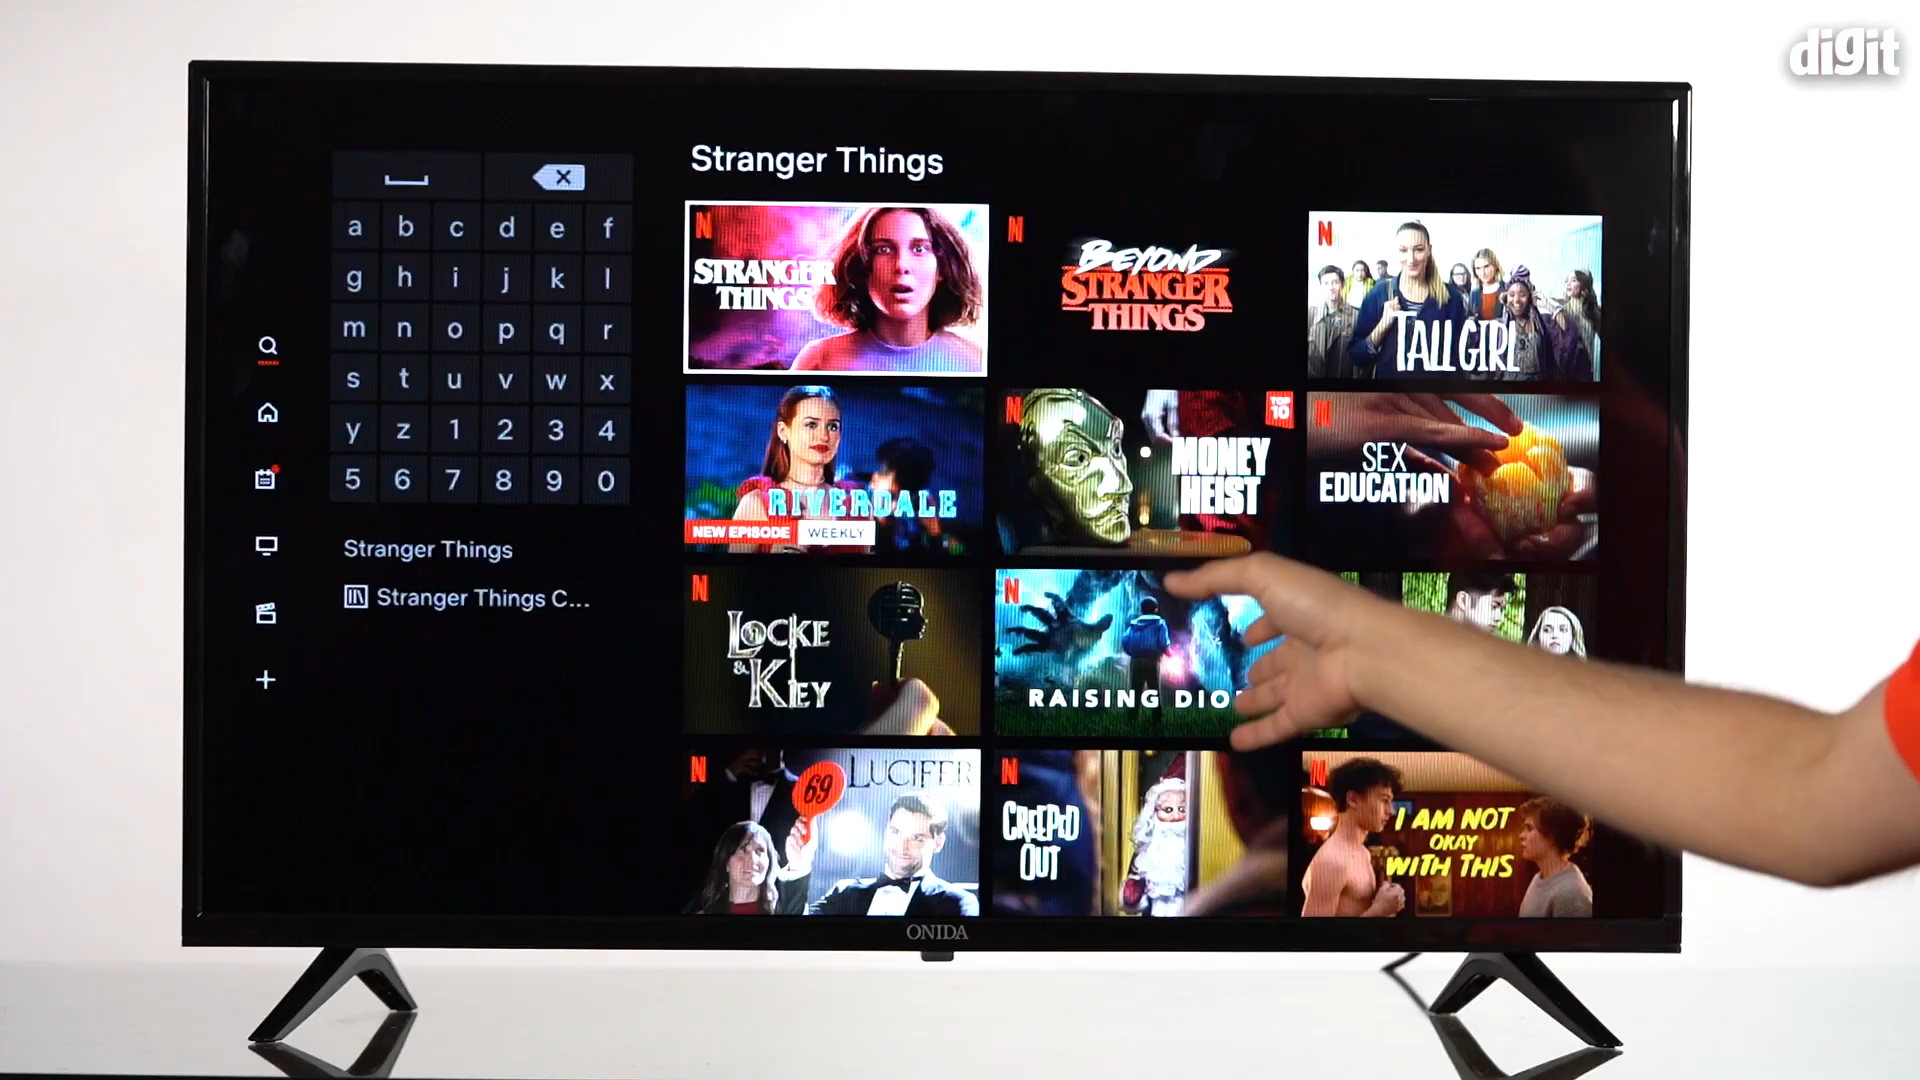 digit
Stranger Things
a b c d e f
g h i j k l
m n o p q r
s t u v w x
y z 1 2 3 4
5 6 7 8 9 0
Stranger Things
Stranger Things C...
N
STRANGER
THINGS
N
BEYOND
STRANGER
THINGS
N
TALL GIRL
RIVERDALE
NEW EPISODE WEEKLY
N
TOP
10
MONEY
HEIST
N
SEX
EDUCATION
N
LOCKE
& KEY
N
RAISING DIO
N
69
LUCIFER
N
CREEPED
OUT
N
I AM NOT
OKAY
WITH THIS
ONIDA